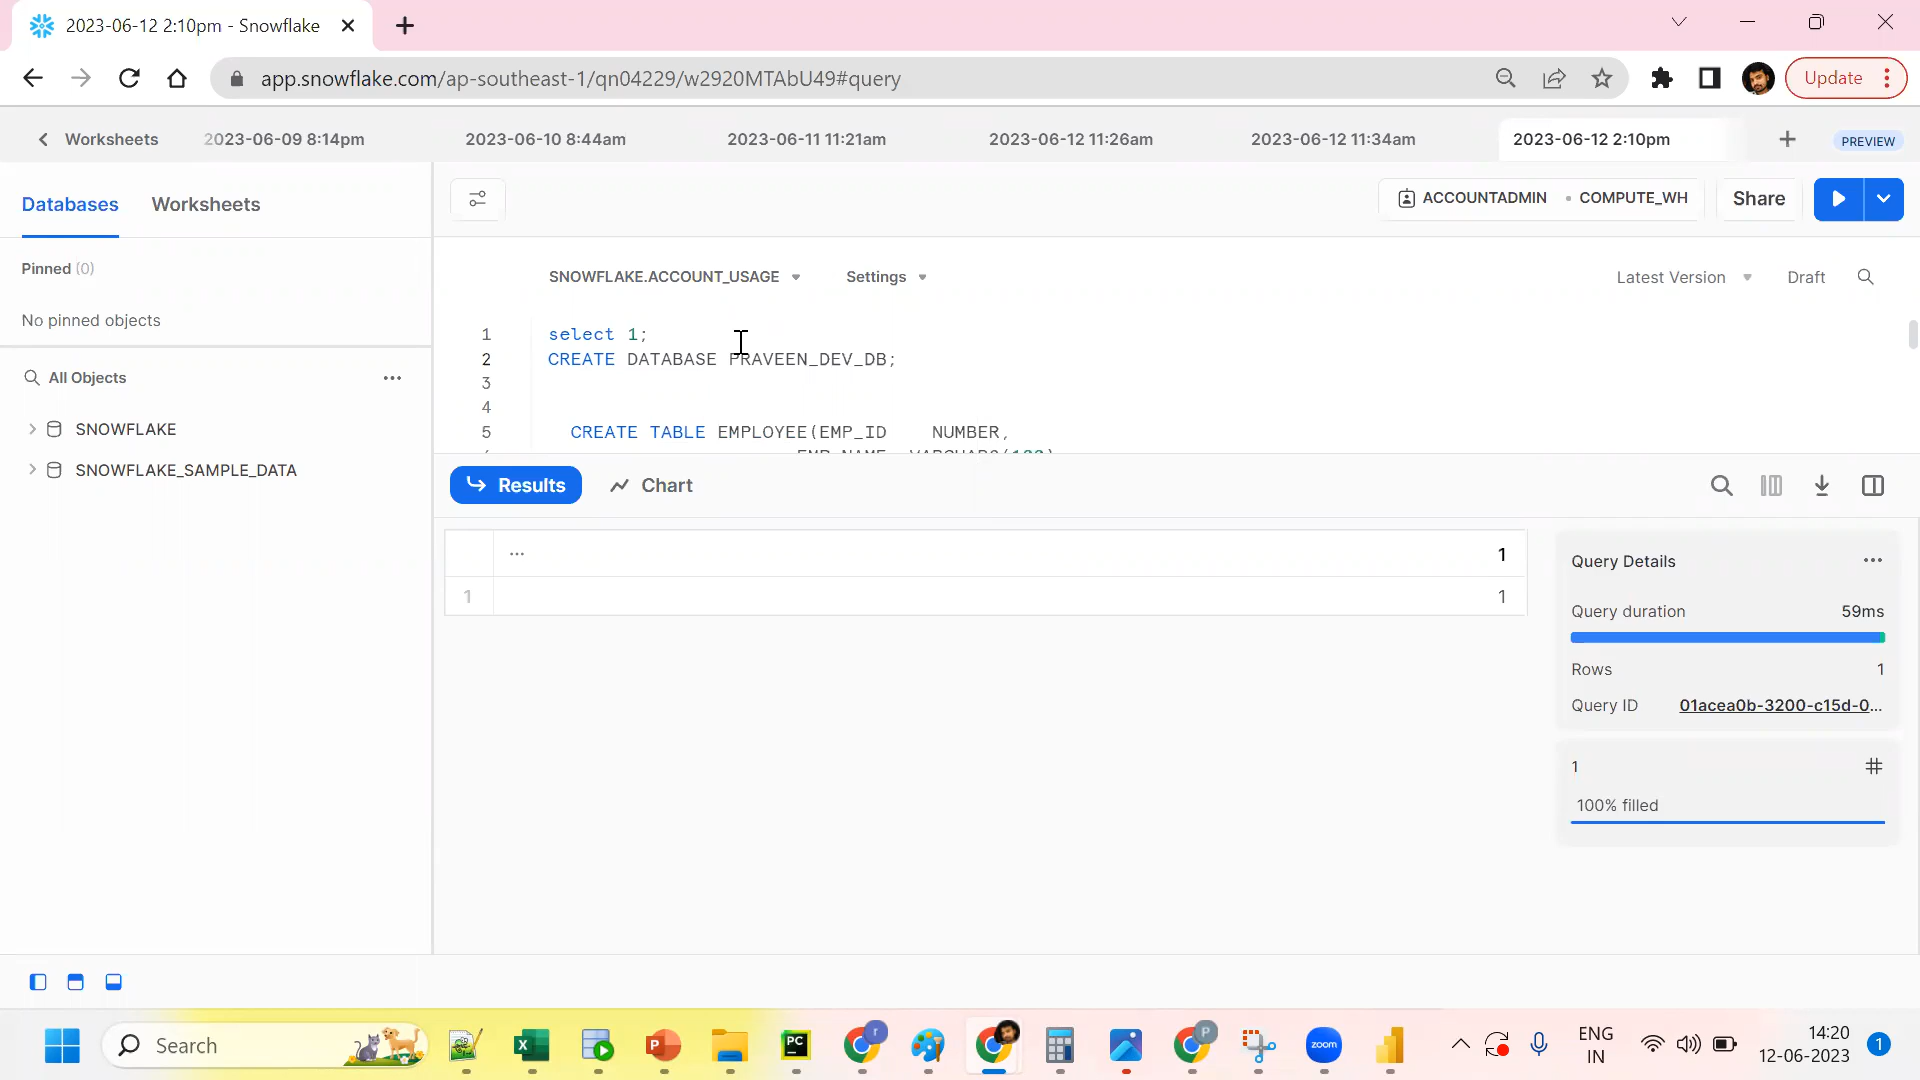 2023-06-12 2:10pm - Snowflake
app.snowflake.com/ap-southeast-1/qn04229/w2920MTAbU49#query
Update
Worksheets
2023-06-09 8:14pm
2023-06-10 8:44am
2023-06-11 11:21am
2023-06-12 11:26am
2023-06-12 11:34am
2023-06-12 2:10pm
PREVIEW
Databases
Worksheets
ACCOUNTADMIN
COMPUTE_WH
Share
Pinned (0)
No pinned objects
SNOWFLAKE.ACCOUNT_USAGE
Settings
Latest Version
Draft
1 select 1;
2 CREATE DATABASE PRAVEEN_DEV_DB;
3
4
5 CREATE TABLE EMPLOYEE(EMP_ID NUMBER,
All Objects
SNOWFLAKE
SNOWFLAKE_SAMPLE_DATA
Results
Chart
... 1
1 1
Query Details
Query duration 59ms
Rows 1
Query ID 01acea0b-3200-c15d-0...
1
100% filled
Search
X
P
PC
r
P
zoom
ENG
IN
14:20
12-06-2023
1